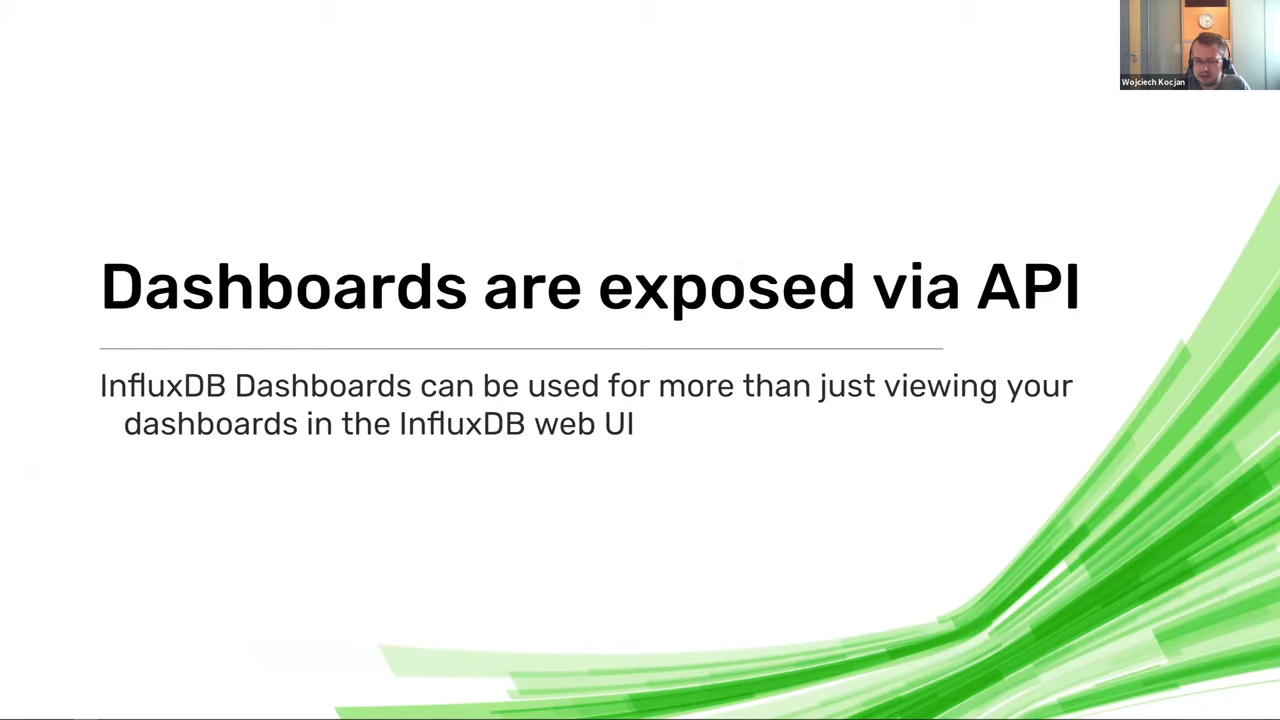 Wojciech Kocjan
Dashboards are exposed via API
InfluxDB Dashboards can be used for more than just viewing your
dashboards in the InfluxDB web UI